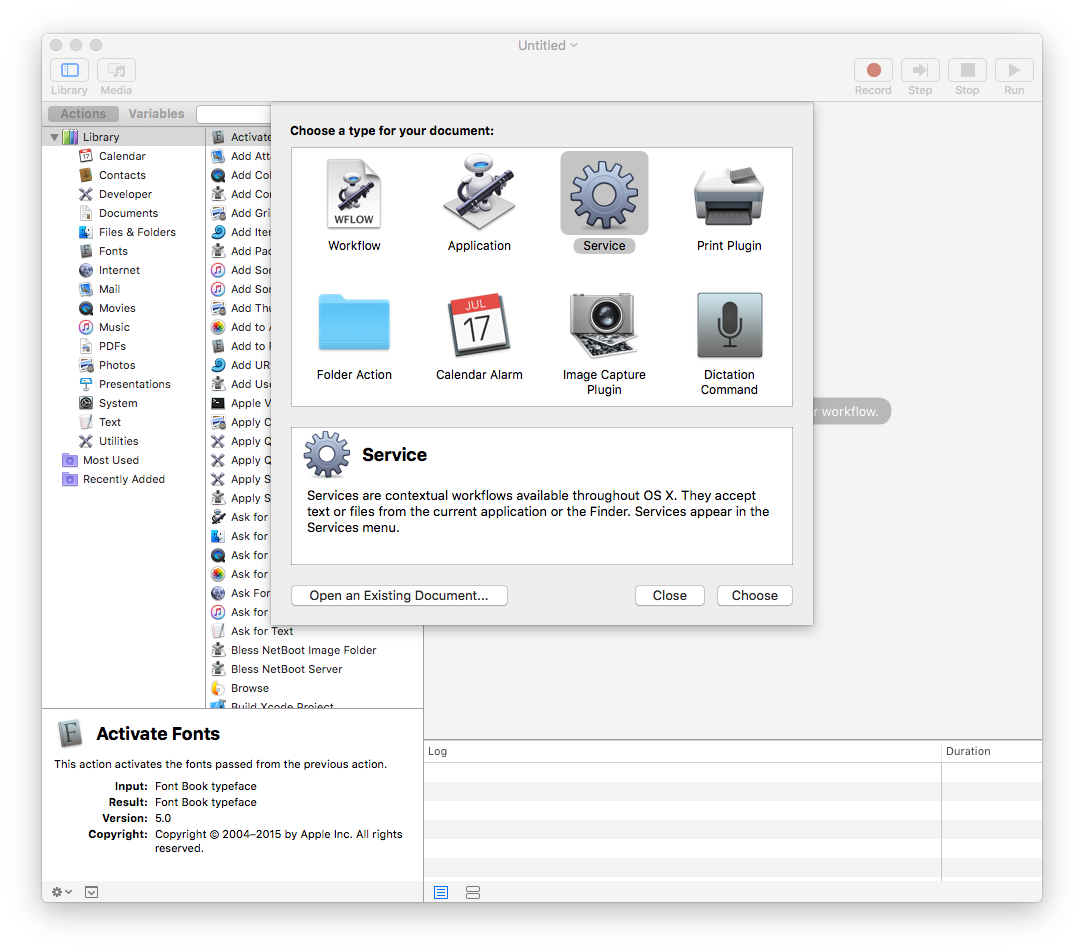 Untitled
Library
Media
Record
Step
Stop
Run
Actions
Variables
Library
Calendar
Contacts
Developer
Documents
Files & Folders
Fonts
Internet
Mail
Movies
Music
PDFs
Photos
Presentations
System
Text
Utilities
Most Used
Recently Added
Activate
Add Att
Add Col
Add Con
Add Gri
Add Iter
Add Pac
Add Son
Add Son
Add Thu
Add to A
Add to F
Add UR
Add Use
Apple V
Apply C
Apply Q
Apply Q
Apply S
Apply S
Ask for
Ask for
Ask for
Ask for
Ask For
Ask for
Ask for Text
Bless NetBoot Image Folder
Bless NetBoot Server
Browse
Build Xcode Project
Choose a type for your document:
WFLOW
Workflow
Application
Service
Print Plugin
Folder Action
JUL
17
Calendar Alarm
Image Capture
Plugin
Dictation
Command
r workflow.
Service
Services are contextual workflows available throughout OS X. They accept
text or files from the current application or the Finder. Services appear in the
Services menu.
Open an Existing Document...
Close
Choose
Activate Fonts
This action activates the fonts passed from the previous action.
Input: Font Book typeface
Result: Font Book typeface
Version: 5.0
Copyright: Copyright © 2004–2015 by Apple Inc. All rights
reserved.
Log
Duration